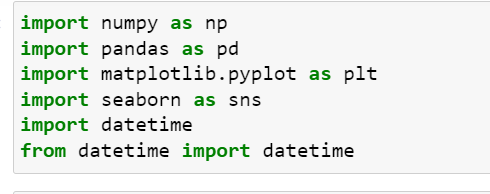 import numpy as np
import pandas as pd
import matplotlib.pyplot as plt
import seaborn as sns
import datetime
from datetime import datetime